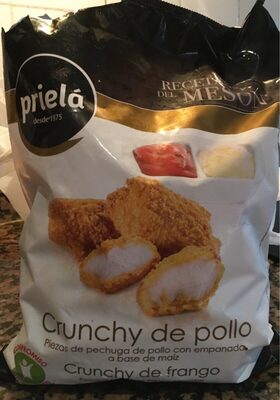 prielá
desde 1975
RECETAS
DEL MESÓN
Crunchy de pollo
Piezas de pechuga de pollo con empanado
a base de maíz
Crunchy de frango